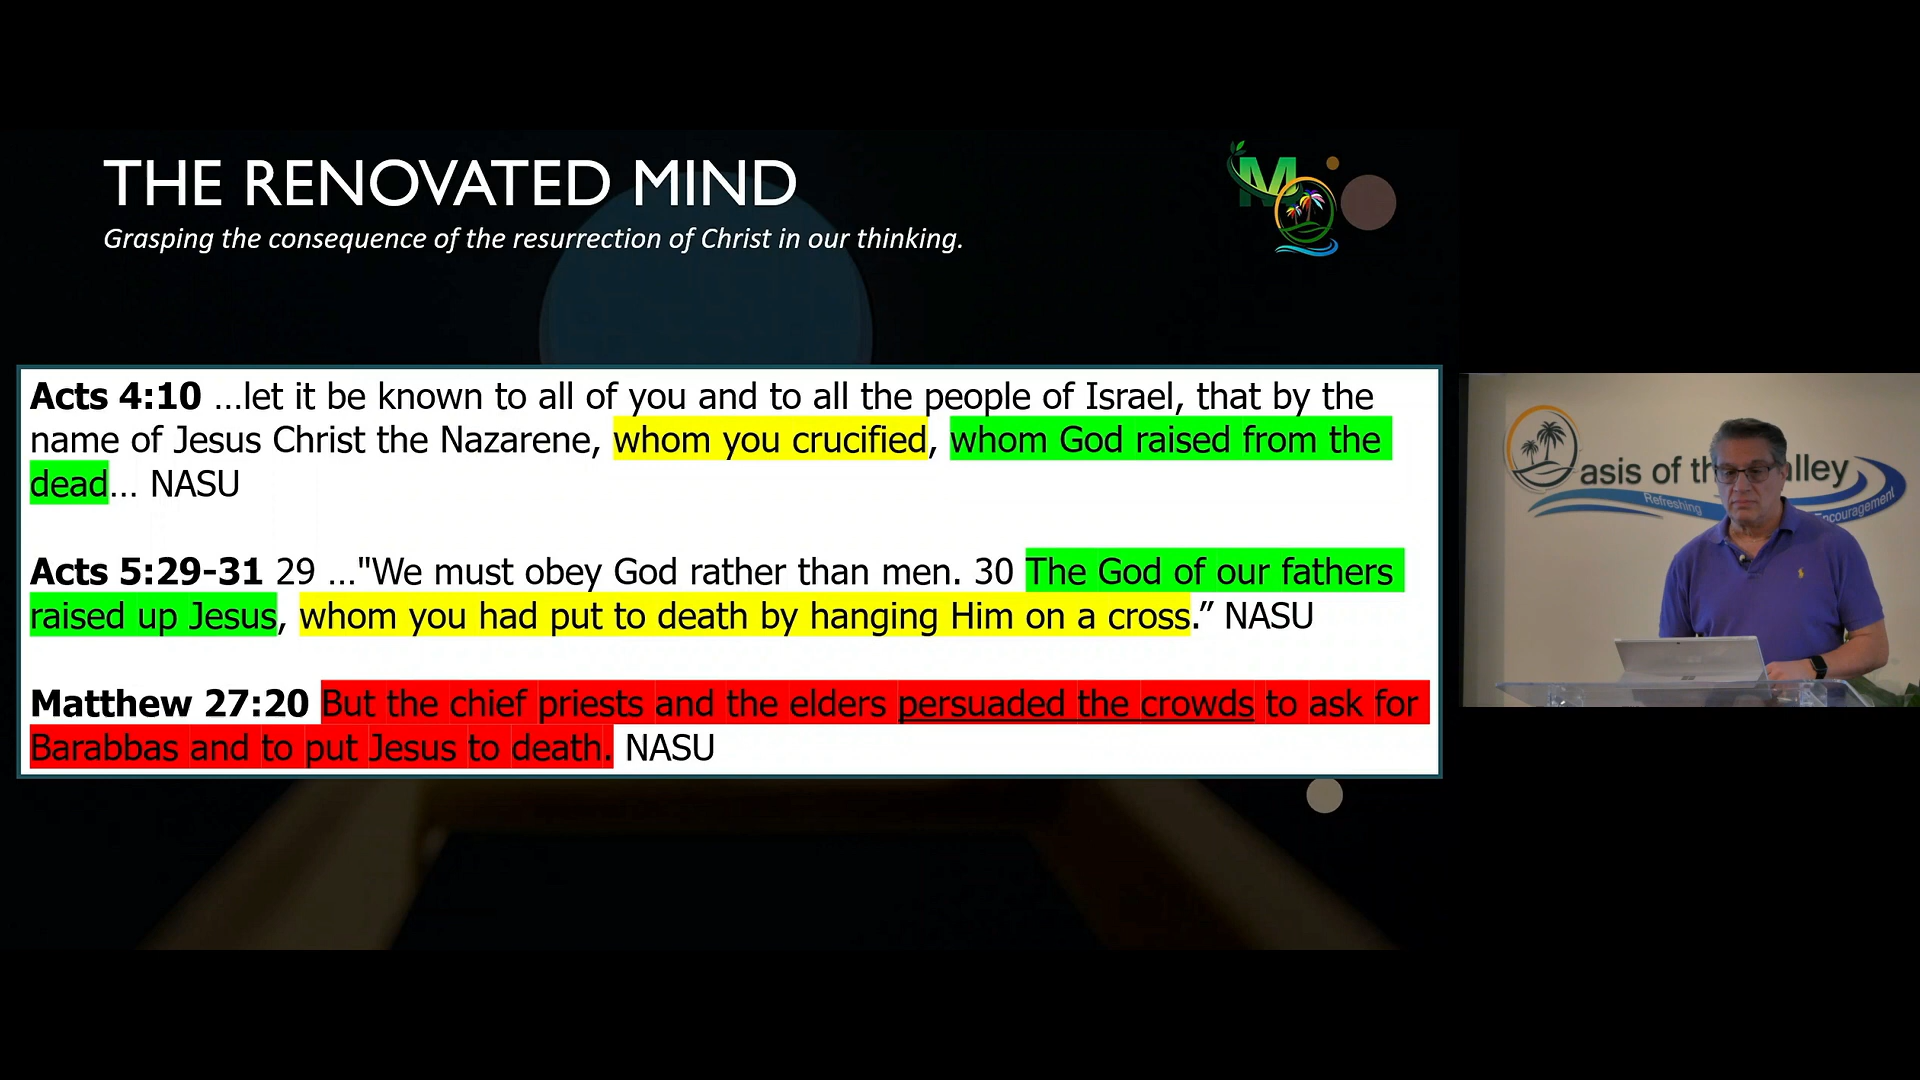 THE RENOVATED MIND
Grasping the consequence of the resurrection of Christ in our thinking.
M
Acts 4:10 ...let it be known to all of you and to all the people of Israel, that by the
name of Jesus Christ the Nazarene, whom you crucified, whom God raised from the
dead... NASU
Acts 5:29-31 29 ..."We must obey God rather than men. 30 The God of our fathers
raised up Jesus, whom you had put to death by hanging Him on a cross.” NASU
Matthew 27:20 But the chief priests and the elders persuaded the crowds to ask for
Barabbas and to put Jesus to death. NASU
asis of th lley
Refreshing
Encouragement